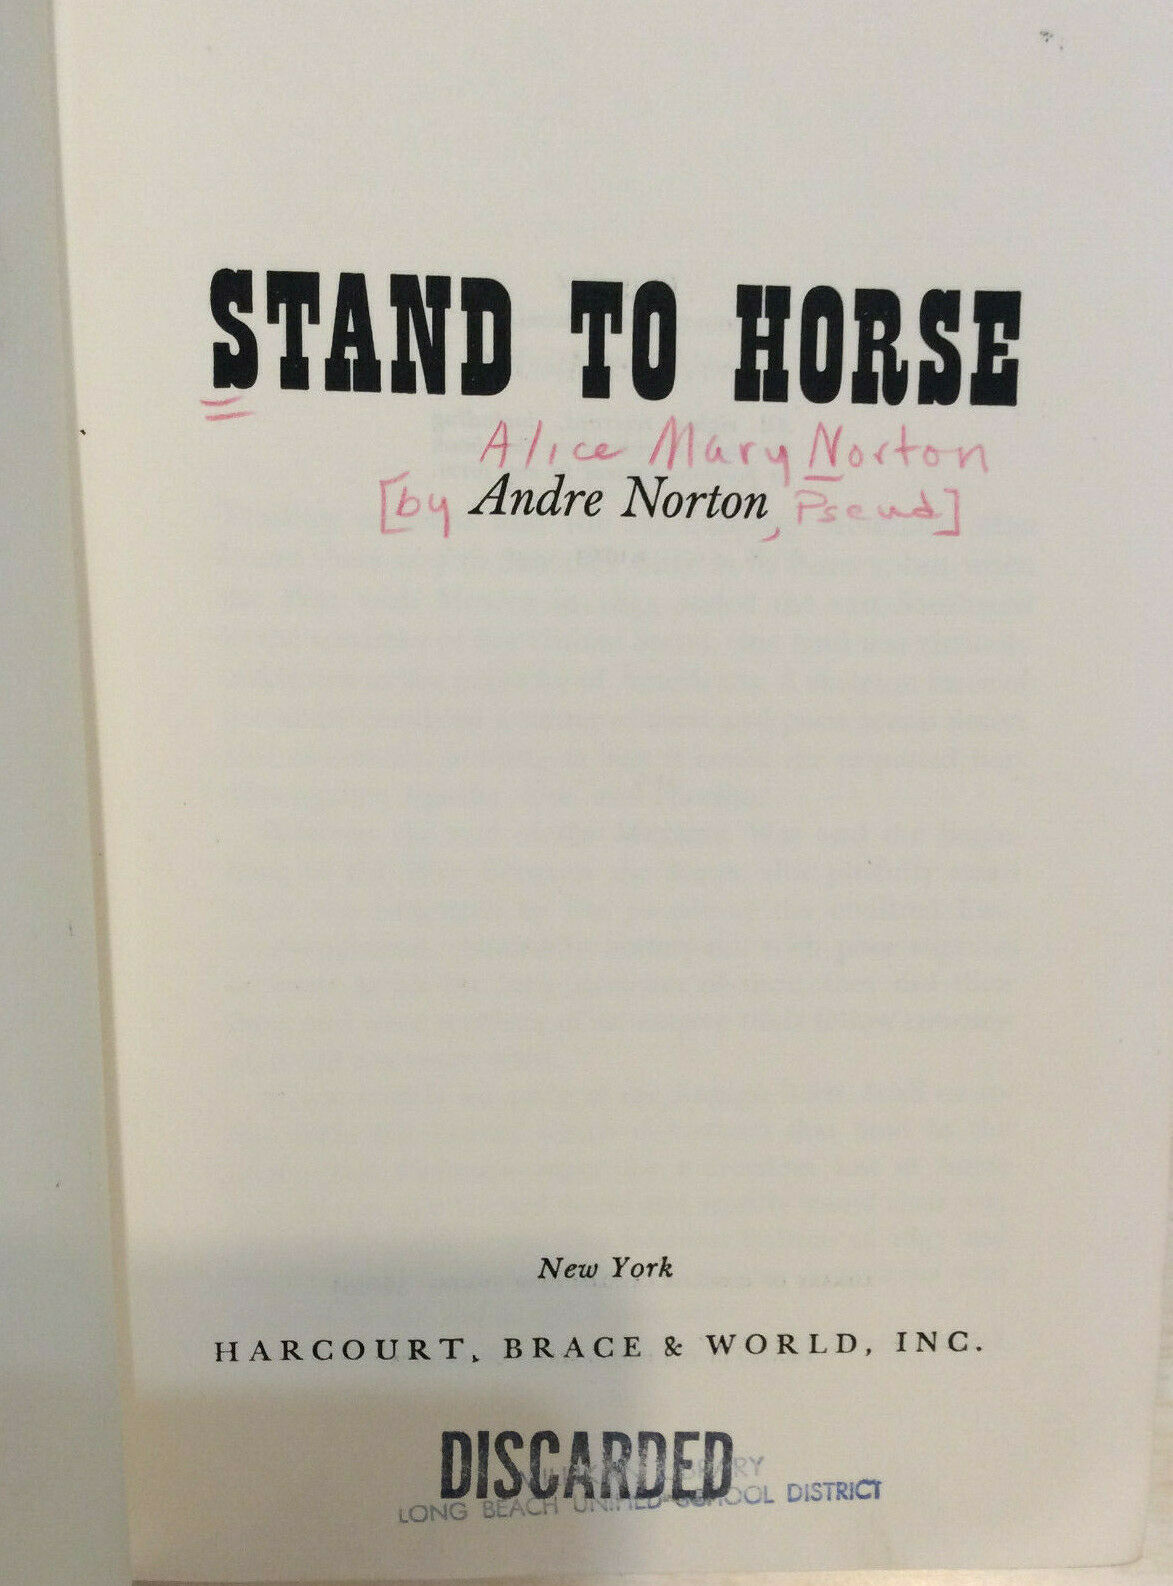 STAND TO HORSE
Alice Mary Norton
[by Andre Norton, Pseud]
New York
HARCOURT, BRACE & WORLD, INC.
DISCARDED
LIBRARY
LONG BEACH UNIFIED SCHOOL DISTRICT